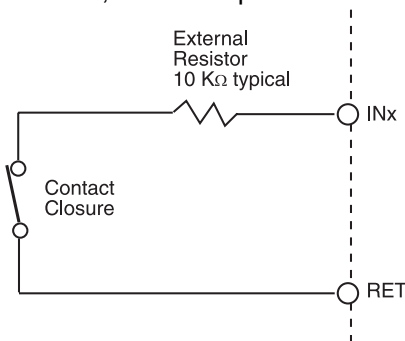 External
Resistor
10 KΩ typical
INx
Contact
Closure
RET